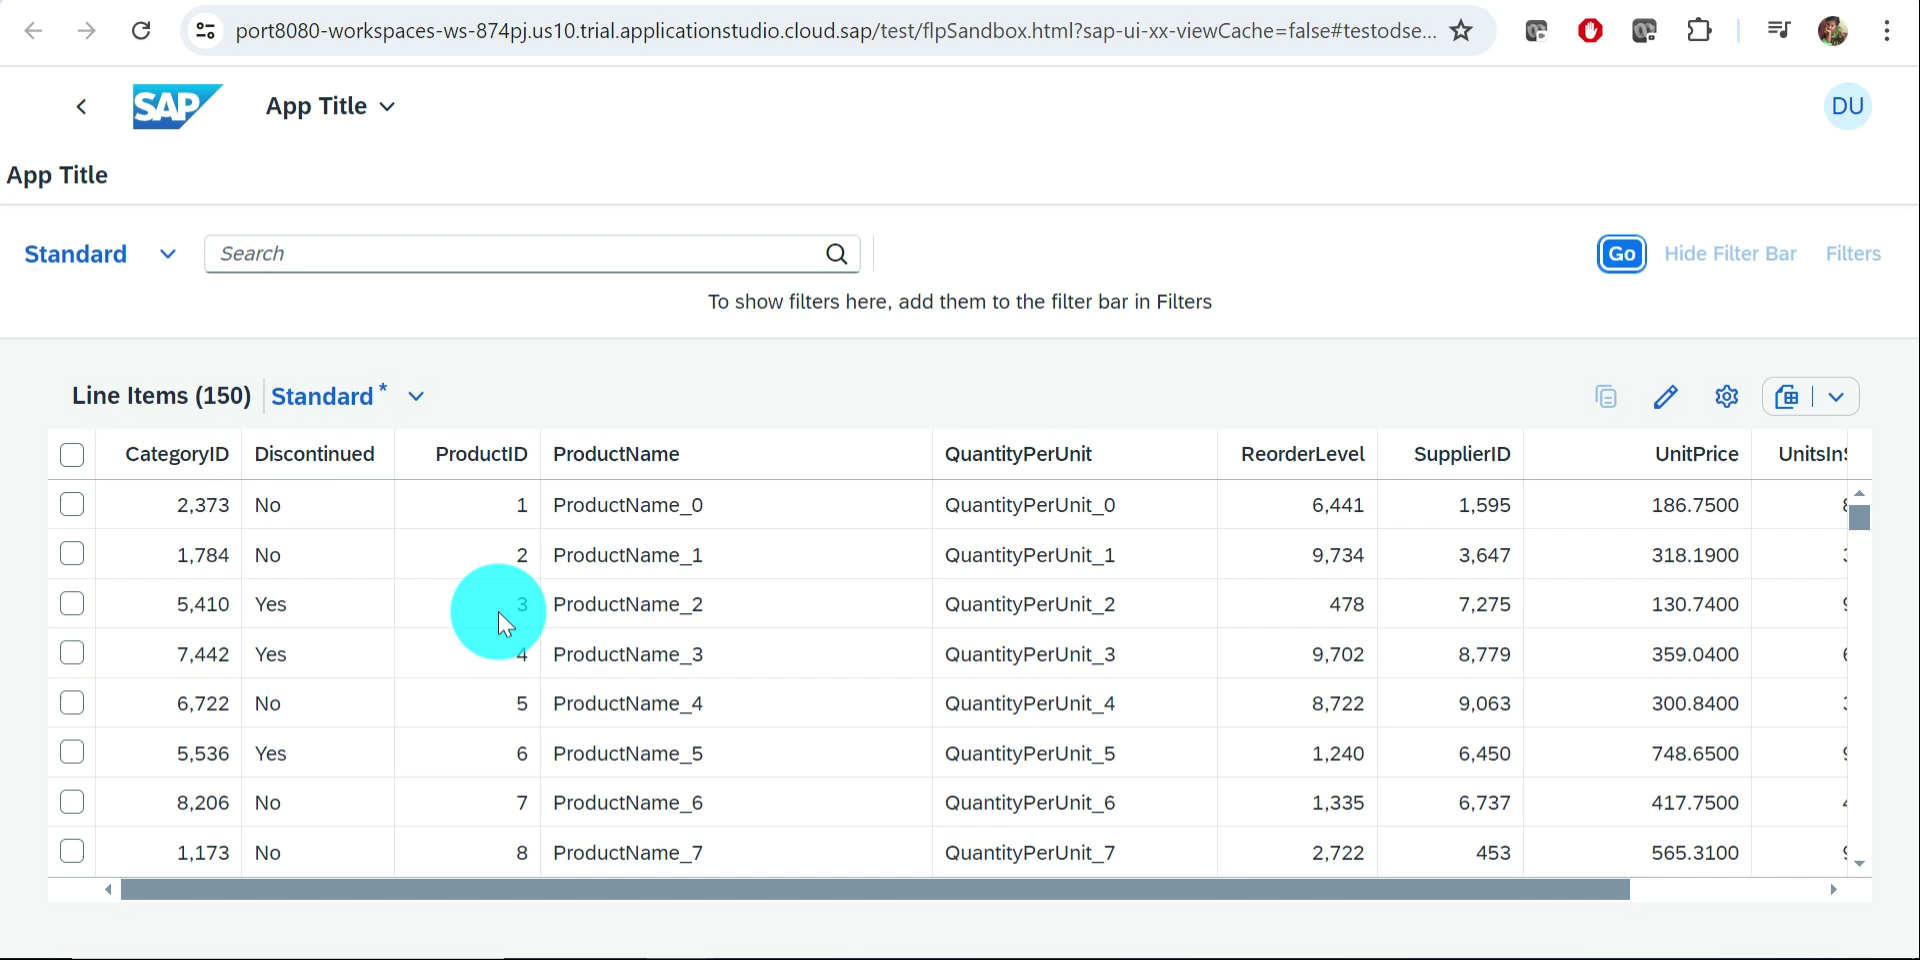 port8080-workspaces-ws-874pj.us10.trial.applicationstudio.cloud.sap/test/flpSandbox.html?sap-ui-xx-viewCache=false#testodse...
SAP App Title DU
App Title
Standard Search Go Hide Filter Bar Filters
To show filters here, add them to the filter bar in Filters
Line Items (150) Standard *
CategoryID Discontinued ProductID ProductName QuantityPerUnit ReorderLevel SupplierID UnitPrice
2,373 No 1 ProductName_0 QuantityPerUnit_0 6,441 1,595 186.7500
1,784 No 2 ProductName_1 QuantityPerUnit_1 9,734 3,647 318.1900
5,410 Yes 3 ProductName_2 QuantityPerUnit_2 478 7,275 130.7400
7,442 Yes 4 ProductName_3 QuantityPerUnit_3 9,702 8,779 359.0400
6,722 No 5 ProductName_4 QuantityPerUnit_4 8,722 9,063 300.8400
5,536 Yes 6 ProductName_5 QuantityPerUnit_5 1,240 6,450 748.6500
8,206 No 7 ProductName_6 QuantityPerUnit_6 1,335 6,737 417.7500
1,173 No 8 ProductName_7 QuantityPerUnit_7 2,722 453 565.3100